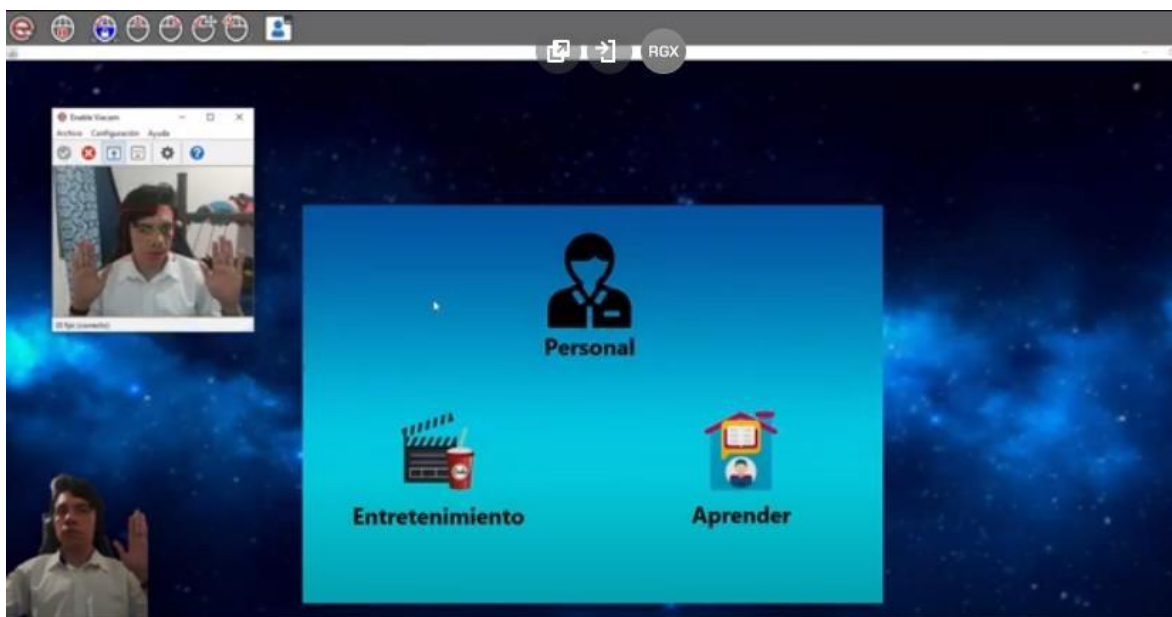 RGX
Enable Viacam
Archivo Configuración Ayuda
Personal
Entretenimiento
Aprender